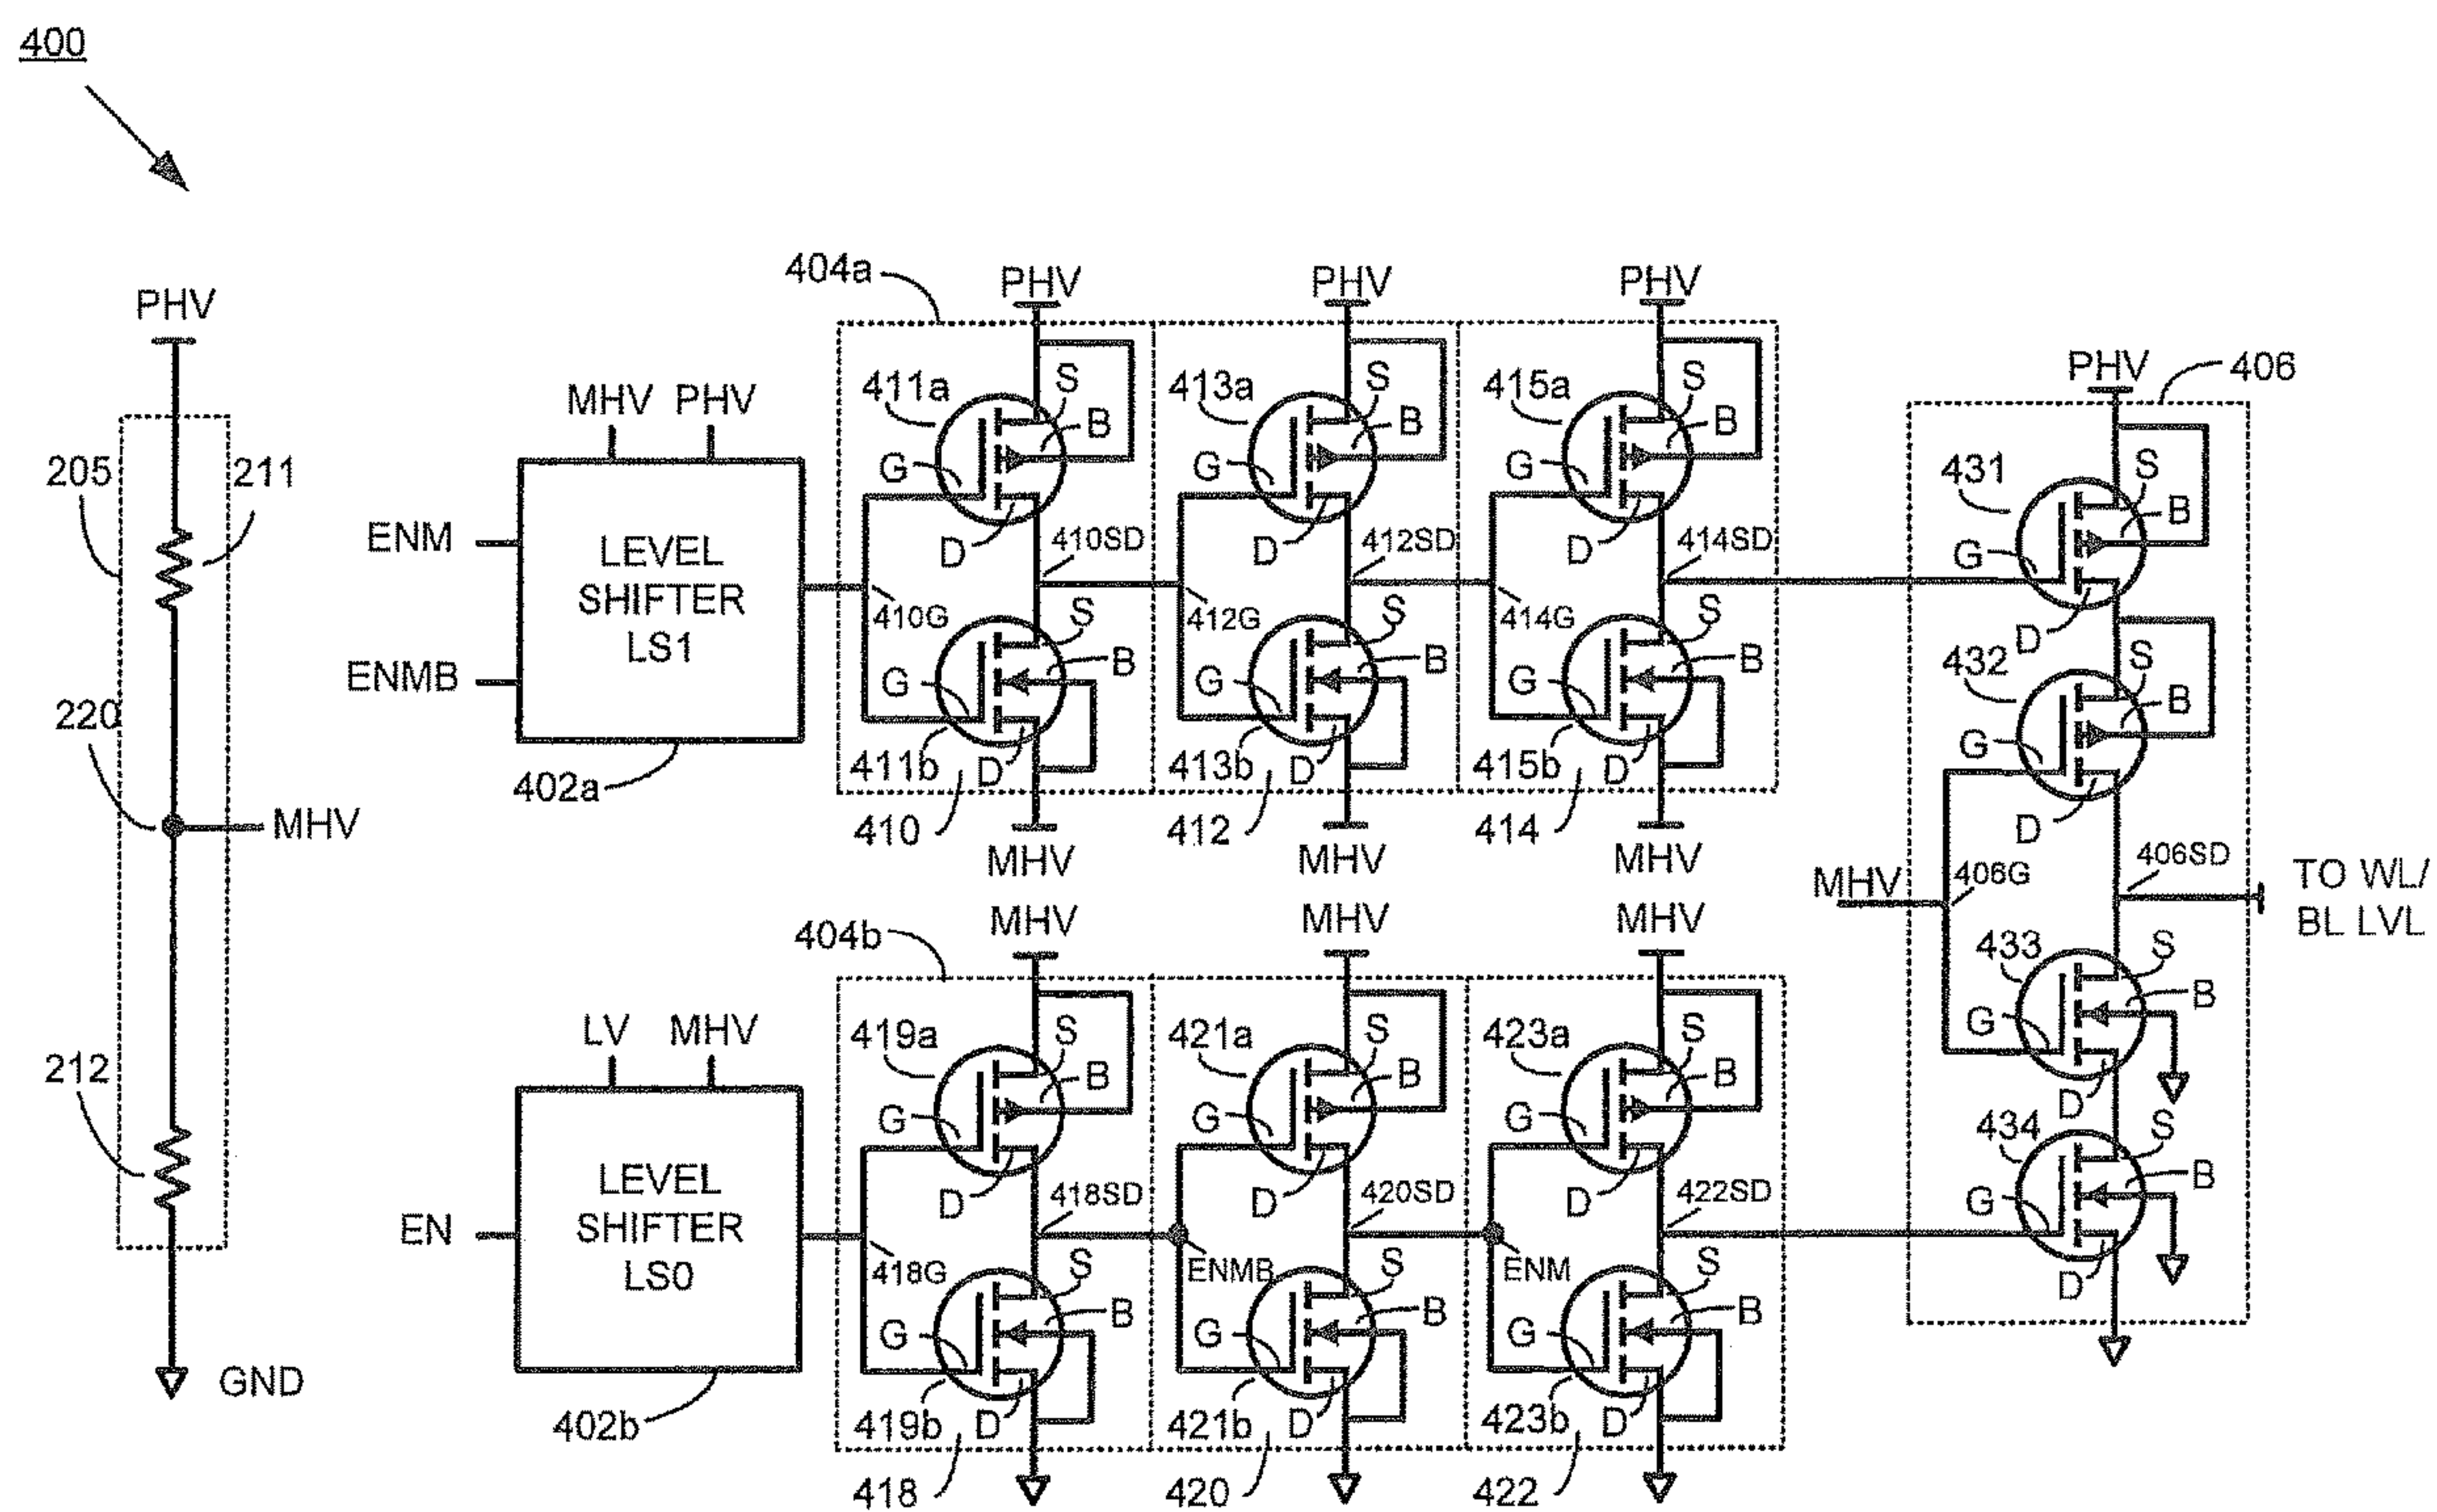 400
PHV
205
211
220
MHV
212
GND
MHV PHV
ENM
ENMB
LEVEL
SHIFTER
LS1
402a
LV MHV
EN
LEVEL
SHIFTER
LS0
402b
404a
PHV
PHV
PHV
411a
S
B
G
D
410SD
410G
S
B
G
411b
D
410
MHV
413a
S
B
G
D
412SD
412G
S
B
G
413b
D
412
MHV
415a
S
B
G
D
414SD
414G
S
B
G
415b
D
414
MHV
404b
MHV
MHV
MHV
419a
S
B
G
D
418SD
418G
S
B
G
419b
D
418
421a
S
B
G
D
420SD
ENMB
S
B
G
421b
D
420
423a
S
B
G
D
422SD
ENM
S
B
G
423b
D
422
PHV
406
431
S
B
G
D
432
S
B
G
D
MHV
406G
406SD
TO WL/
BL LVL
433
S
B
G
D
434
S
B
G
D